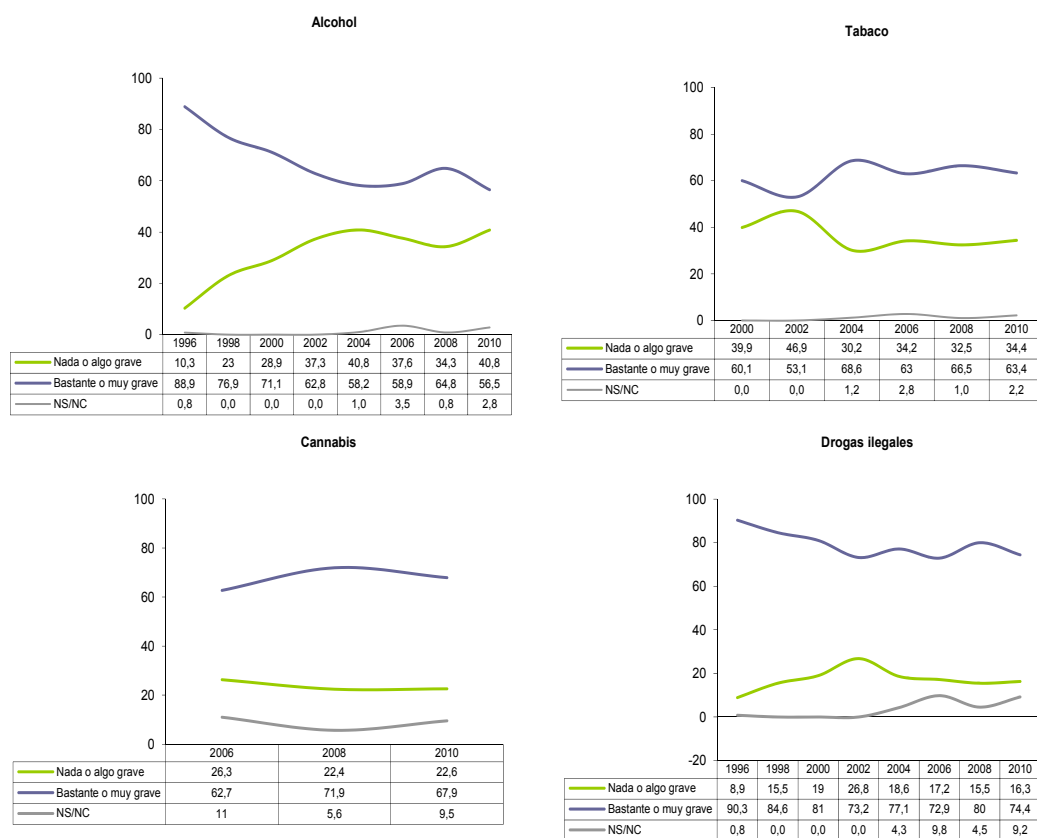 Alcohol
100
80
60
40
20
0
1996 1998 2000 2002 2004 2006 2008 2010
Nada o algo grave 10,3 23 28,9 37,3 40,8 37,6 34,3 40,8
Bastante o muy grave 88,9 76,9 71,1 62,8 58,2 58,9 64,8 56,5
NS/NC 0,8 0,0 0,0 0,0 1,0 3,5 0,8 2,8
Tabaco
100
80
60
40
20
0
2000 2002 2004 2006 2008 2010
Nada o algo grave 39,9 46,9 30,2 34,2 32,5 34,4
Bastante o muy grave 60,1 53,1 68,6 63 66,5 63,4
NS/NC 0,0 0,0 1,2 2,8 1,0 2,2
Cannabis
100
80
60
40
20
0
2006 2008 2010
Nada o algo grave 26,3 22,4 22,6
Bastante o muy grave 62,7 71,9 67,9
NS/NC 11 5,6 9,5
Drogas ilegales
100
80
60
40
20
0
-20
1996 1998 2000 2002 2004 2006 2008 2010
Nada o algo grave 8,9 15,5 19 26,8 18,6 17,2 15,5 16,3
Bastante o muy grave 90,3 84,6 81 73,2 77,1 72,9 80 74,4
NS/NC 0,8 0,0 0,0 0,0 4,3 9,8 4,5 9,2